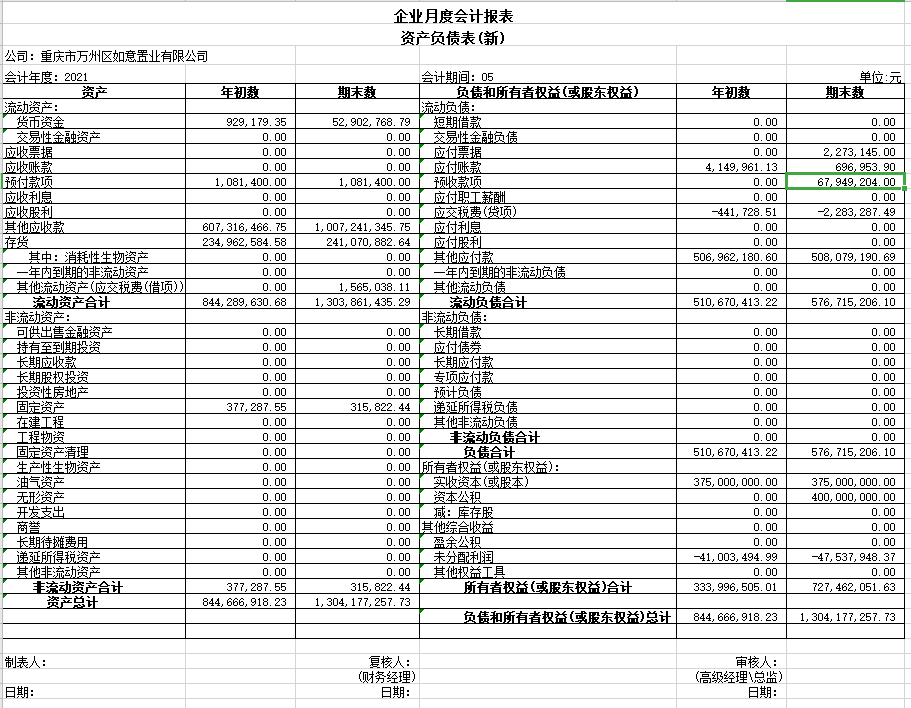 企业月度会计报表
资产负债表(新)
公司: 重庆市万州区如意置业有限公司
会计年度: 2021 会计期间: 05 单位:元
资产 年初数 期末数 负债和所有者权益(或股东权益) 年初数 期末数
流动资产: 流动负债:
货币资金 929,179.35 52,902,768.79 短期借款 0.00 0.00
交易性金融资产 0.00 0.00 交易性金融负债 0.00 0.00
应收票据 0.00 0.00 应付票据 0.00 2,273,145.00
应收账款 0.00 0.00 应付账款 4,149,961.13 696,953.90
预付款项 1,081,400.00 1,081,400.00 预收款项 0.00 67,949,204.00
应收利息 0.00 0.00 应付职工薪酬 0.00 0.00
应收股利 0.00 0.00 应交税费(贷项) -441,728.51 -2,283,287.49
其他应收款 607,316,466.75 1,007,241,345.75 应付利息 0.00 0.00
存货 234,962,584.58 241,070,882.64 应付股利 0.00 0.00
其中: 消耗性生物资产 0.00 0.00 其他应付款 506,962,180.60 508,079,190.69
一年内到期的非流动资产 0.00 0.00 一年内到期的非流动负债 0.00 0.00
其他流动资产(应交税费(借项)) 0.00 1,565,038.11 其他流动负债 0.00 0.00
流动资产合计 844,289,630.68 1,303,861,435.29 流动负债合计 510,670,413.22 576,715,206.10
非流动资产: 非流动负债:
可供出售金融资产 0.00 0.00 长期借款 0.00 0.00
持有至到期投资 0.00 0.00 应付债券 0.00 0.00
长期应收款 0.00 0.00 长期应付款 0.00 0.00
长期股权投资 0.00 0.00 专项应付款 0.00 0.00
投资性房地产 0.00 0.00 预计负债 0.00 0.00
固定资产 377,287.55 315,822.44 递延所得税负债 0.00 0.00
在建工程 0.00 0.00 其他非流动负债 0.00 0.00
工程物资 0.00 0.00 非流动负债合计 0.00 0.00
固定资产清理 0.00 0.00 负债合计 510,670,413.22 576,715,206.10
生产性生物资产 0.00 0.00 所有者权益(或股东权益):
油气资产 0.00 0.00 实收资本(或股本) 375,000,000.00 375,000,000.00
无形资产 0.00 0.00 资本公积 0.00 400,000,000.00
开发支出 0.00 0.00 减: 库存股 0.00 0.00
商誉 0.00 0.00 其他综合收益 0.00 0.00
长期待摊费用 0.00 0.00 盈余公积 0.00 0.00
递延所得税资产 0.00 0.00 未分配利润 -41,003,494.99 -47,537,948.37
其他非流动资产 0.00 0.00 其他权益工具 0.00 0.00
非流动资产合计 377,287.55 315,822.44 所有者权益(或股东权益)合计 333,996,505.01 727,462,051.63
资产总计 844,666,918.23 1,304,177,257.73
负债和所有者权益(或股东权益)总计 844,666,918.23 1,304,177,257.73
制表人: 复核人: 审核人:
(财务经理) (高级经理\总监)
日期: 日期: 日期: